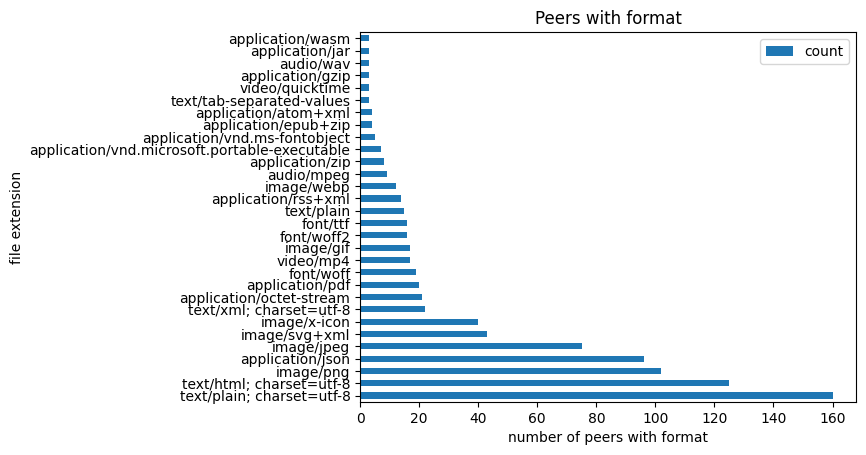 Peers with format
count
file extension
application/wasm
application/jar
audio/wav
application/gzip
video/quicktime
text/tab-separated-values
application/atom+xml
application/epub+zip
application/vnd.ms-fontobject
application/vnd.microsoft.portable-executable
application/zip
audio/mpeg
image/webp
application/rss+xml
text/plain
font/ttf
font/woff2
image/gif
video/mp4
font/woff
application/pdf
application/octet-stream
text/xml; charset=utf-8
image/x-icon
image/svg+xml
image/jpeg
application/json
image/png
text/html; charset=utf-8
text/plain; charset=utf-8
0 20 40 60 80 100 120 140 160
number of peers with format